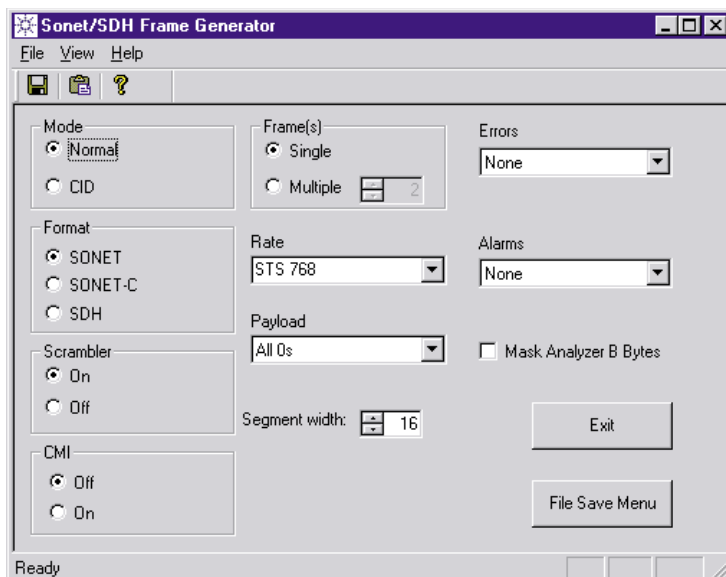 Sonet/SDH Frame Generator
File View Help
Mode
Normal
CID
Format
SONET
SONET-C
SDH
Scrambler
On
Off
CMI
Off
On
Frame(s)
Single
Multiple 2
Rate
STS 768
Payload
All 0s
Segment width: 16
Errors
None
Alarms
None
Mask Analyzer B Bytes
Exit
File Save Menu
Ready